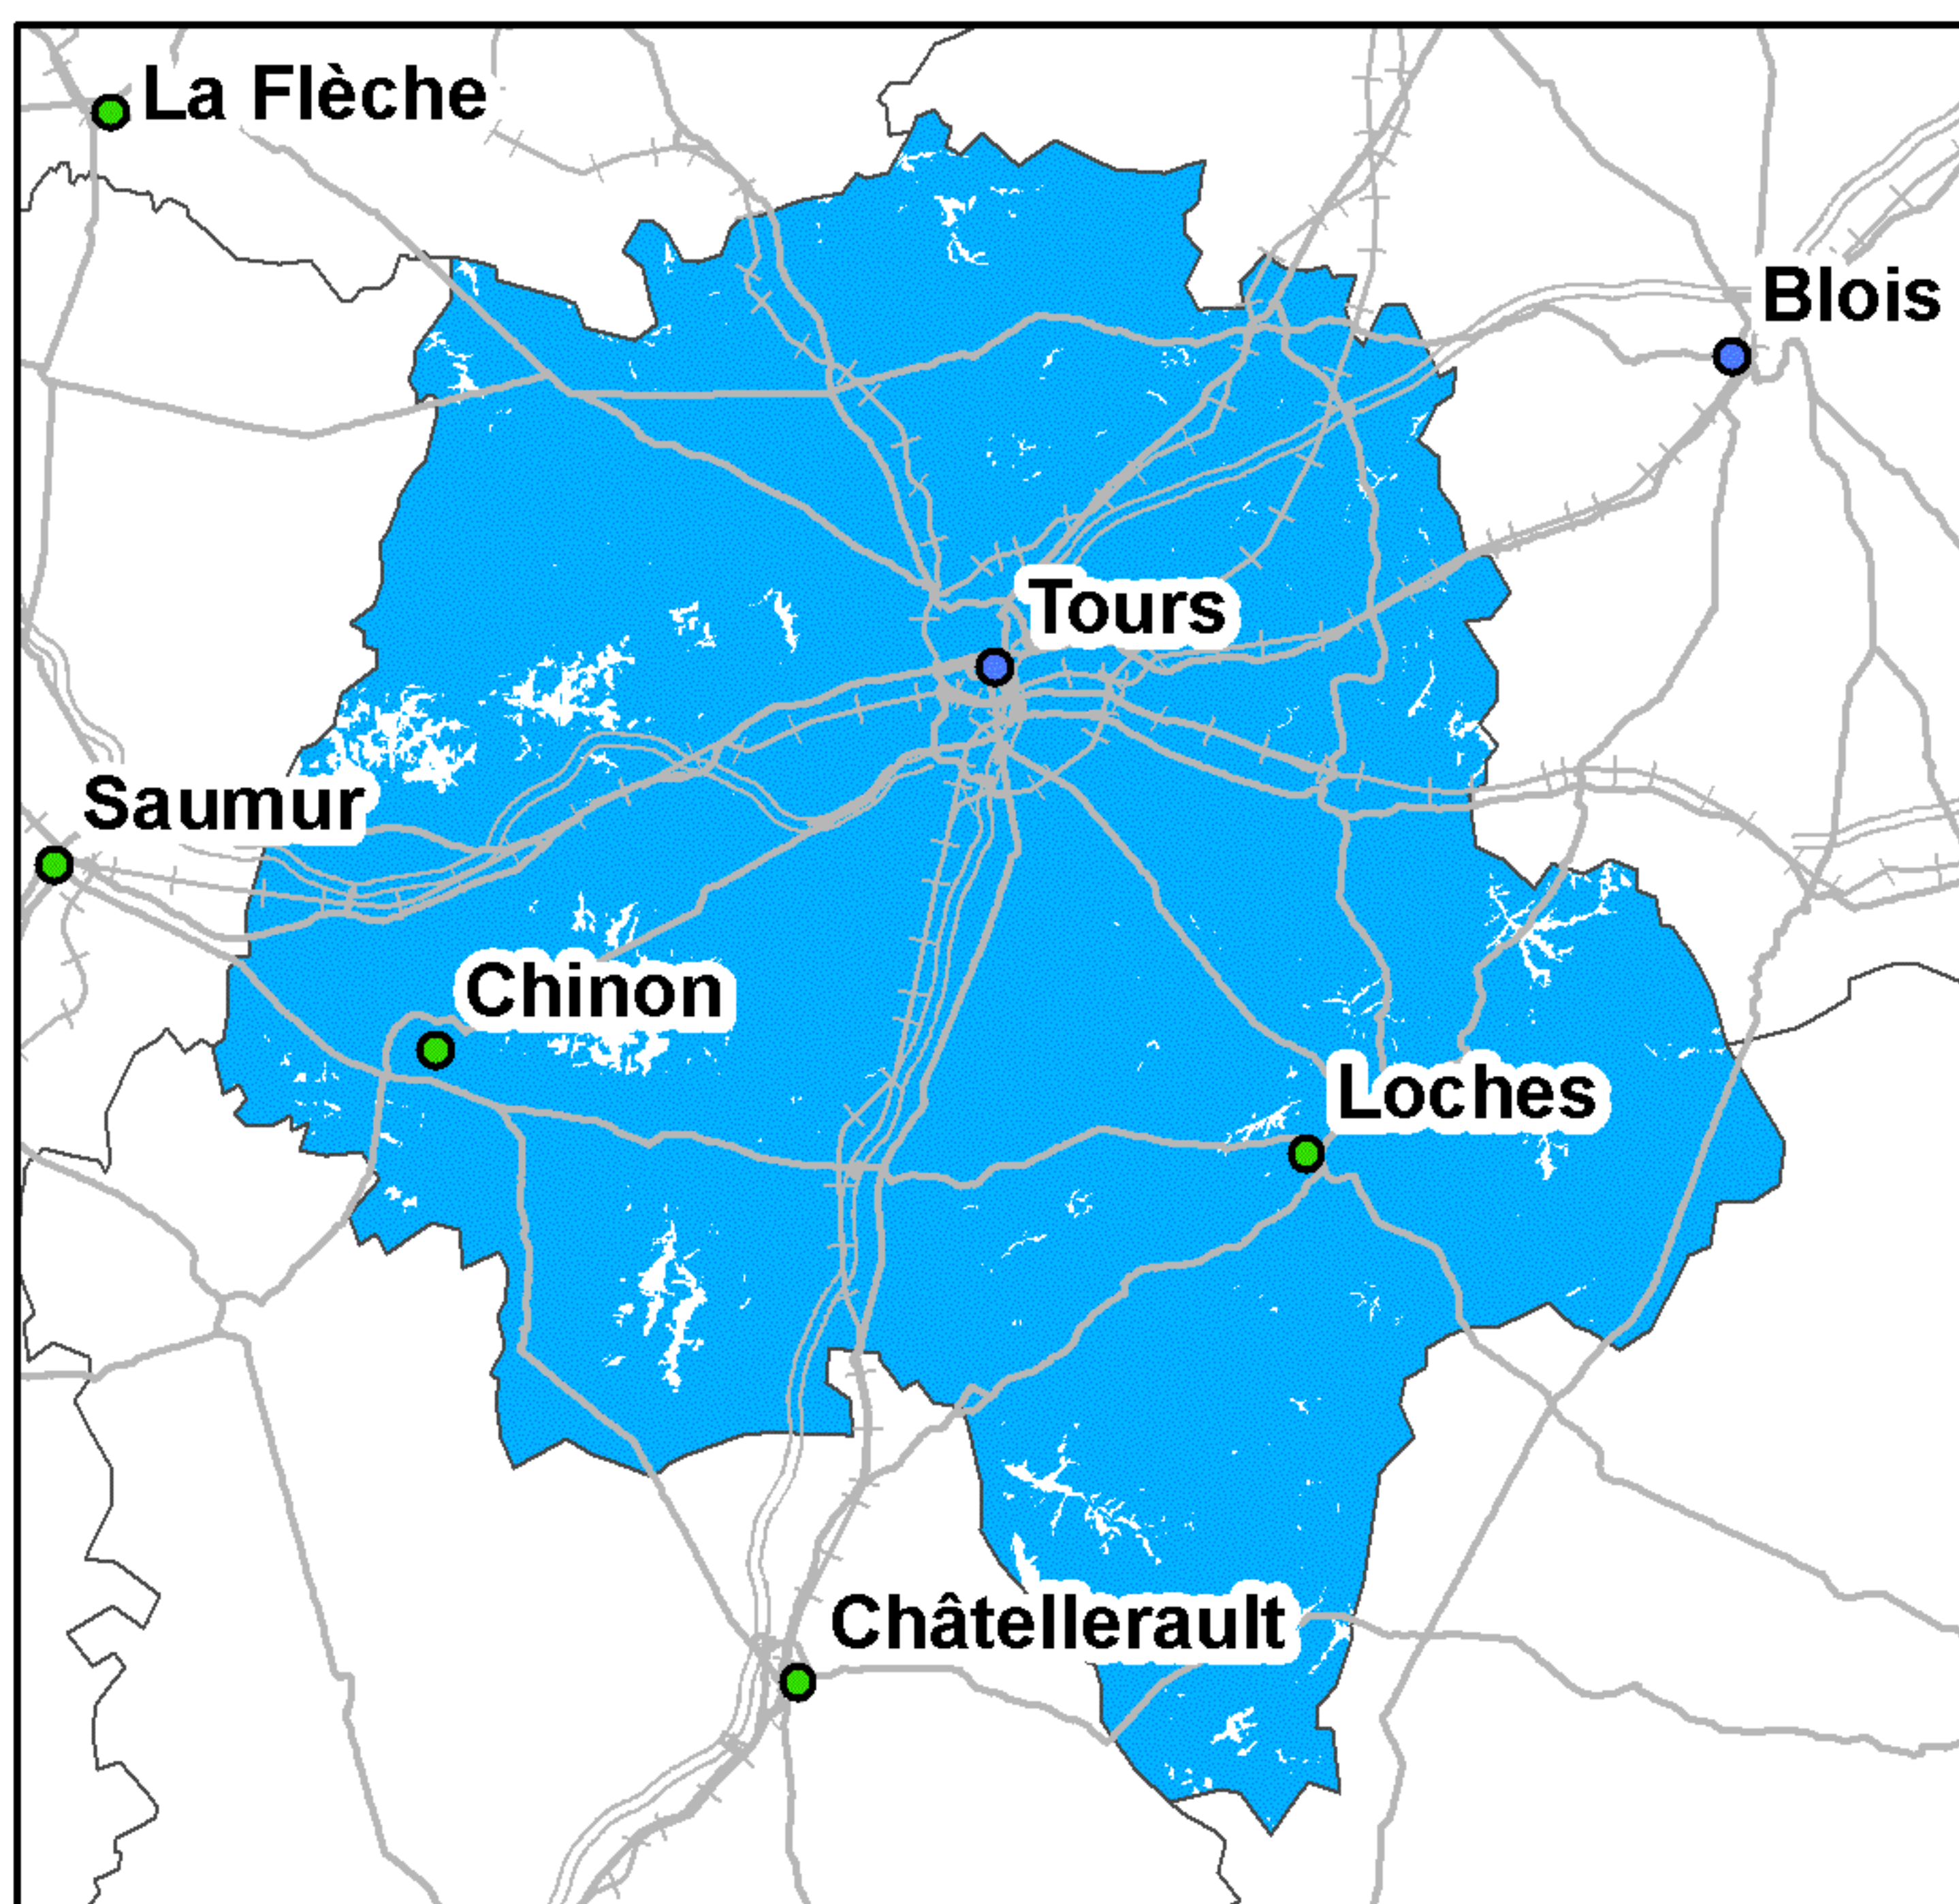 La Flèche
Blois
Tours
Saumur
Chinon
Loches
Châtellerault